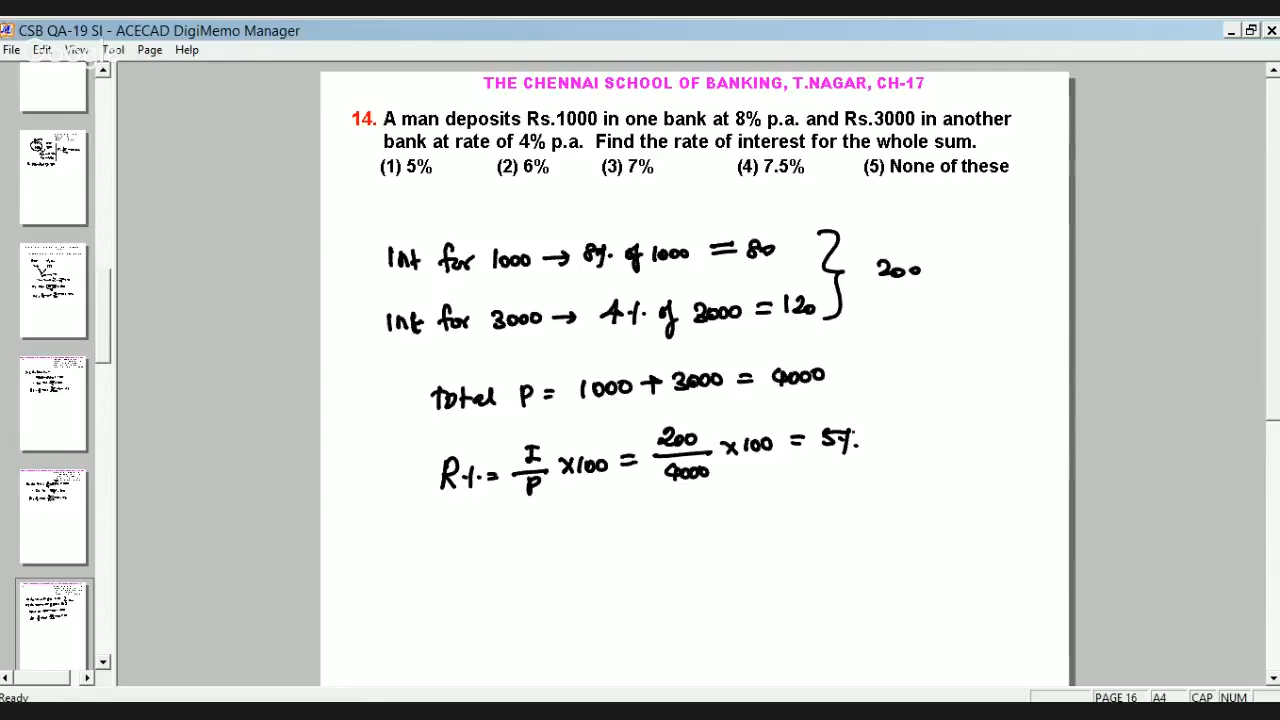 CSB QA-19 SI - ACECAD DigiMemo Manager
File Edit View Tool Page Help
THE CHENNAI SCHOOL OF BANKING, T.NAGAR, CH-17
14. A man deposits Rs.1000 in one bank at 8% p.a. and Rs.3000 in another
bank at rate of 4% p.a. Find the rate of interest for the whole sum.
(1) 5% (2) 6% (3) 7% (4) 7.5% (5) None of these
Int for 1000 → 8% of 1000 = 80 } 200
Int for 3000 → 4% of 3000 = 120
Total P = 1000 + 3000 = 4000
R% = I/P ×100 = 200/4000 ×100 = 5%
Ready PAGE 16 A4 CAP NUM